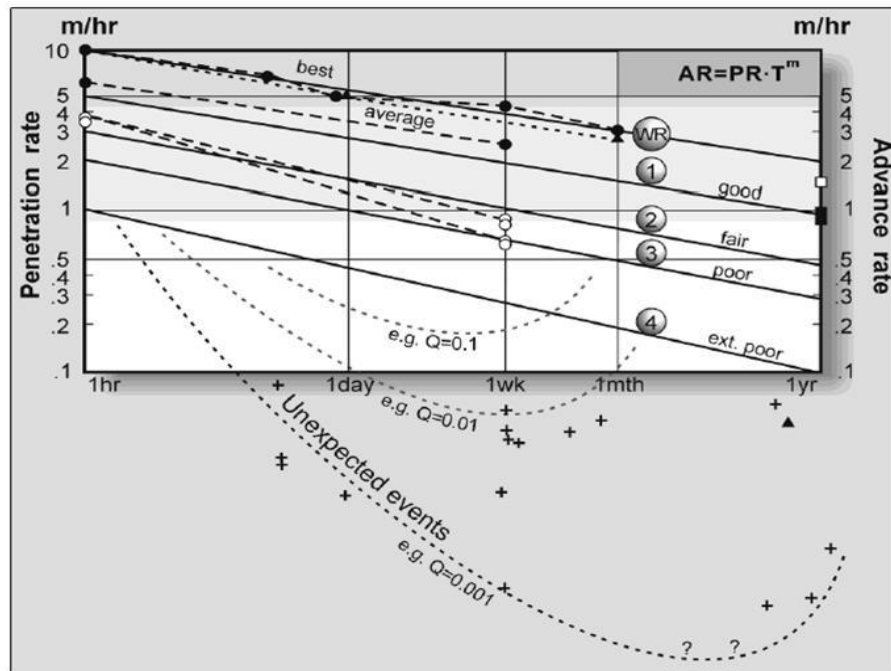 m/hr m/hr
10
best
AR=PR·Tᵐ
5 5
average
4 4
WR
3 3
1
2 2
good
1 1
2
fair
3
.5 .5
poor
.4 .4
.3 .3
4
e.g. Q=0.1
.2 .2
ext. poor
.1 .1
1hr 1day 1wk 1mth 1yr
Penetration rate
Advance rate
e.g. Q=0.01
Unexpected events
e.g. Q=0.001
? ?